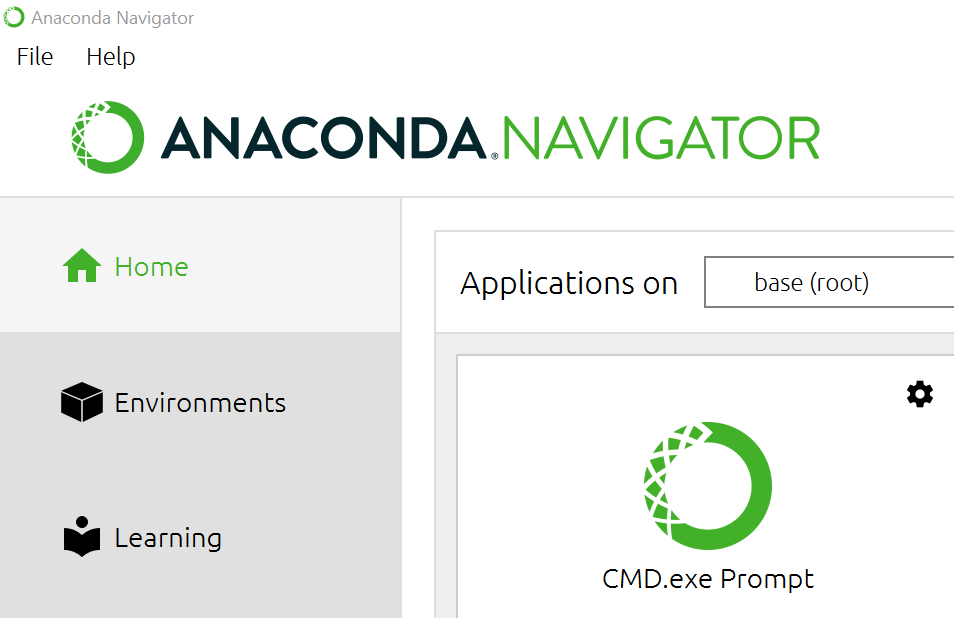 Anaconda Navigator
File Help
ANACONDA.® NAVIGATOR
Home
Applications on base (root)
Environments
Learning
CMD.exe Prompt